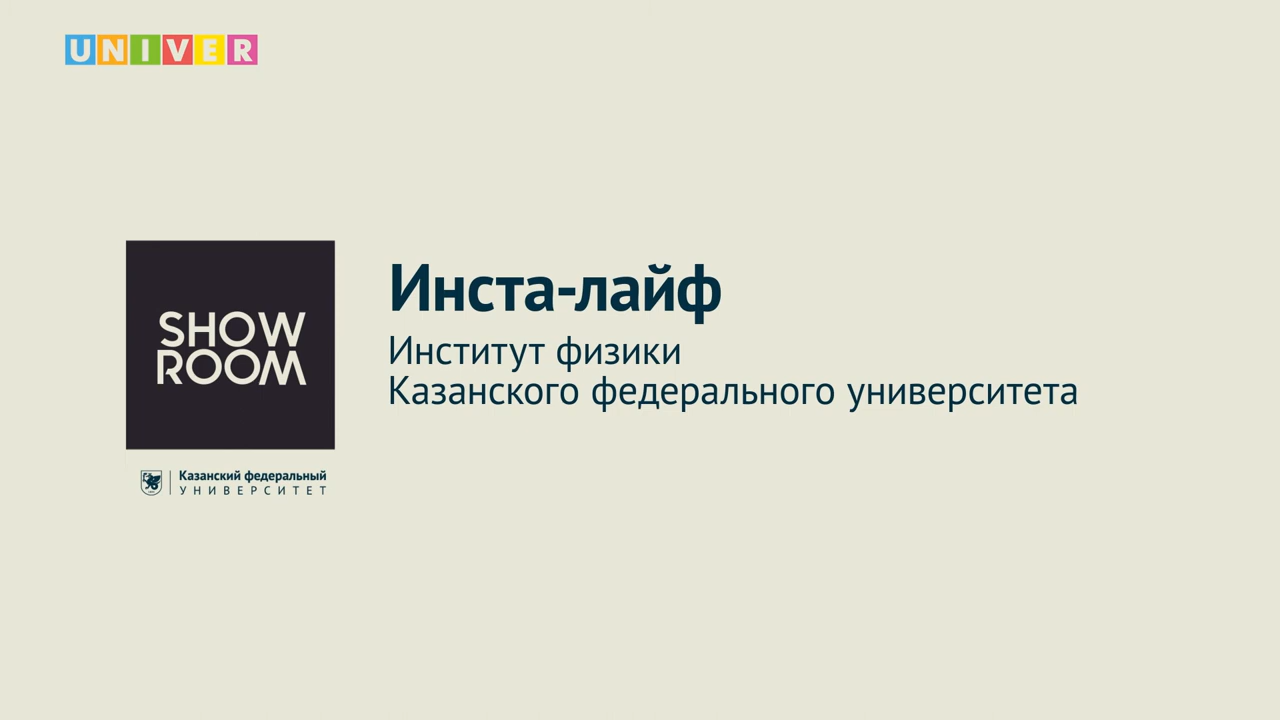 UNIVER
SHOW
ROOM
Инста-лайф
Институт физики
Казанского федерального университета
Казанский федеральный
УНИВЕРСИТЕТ